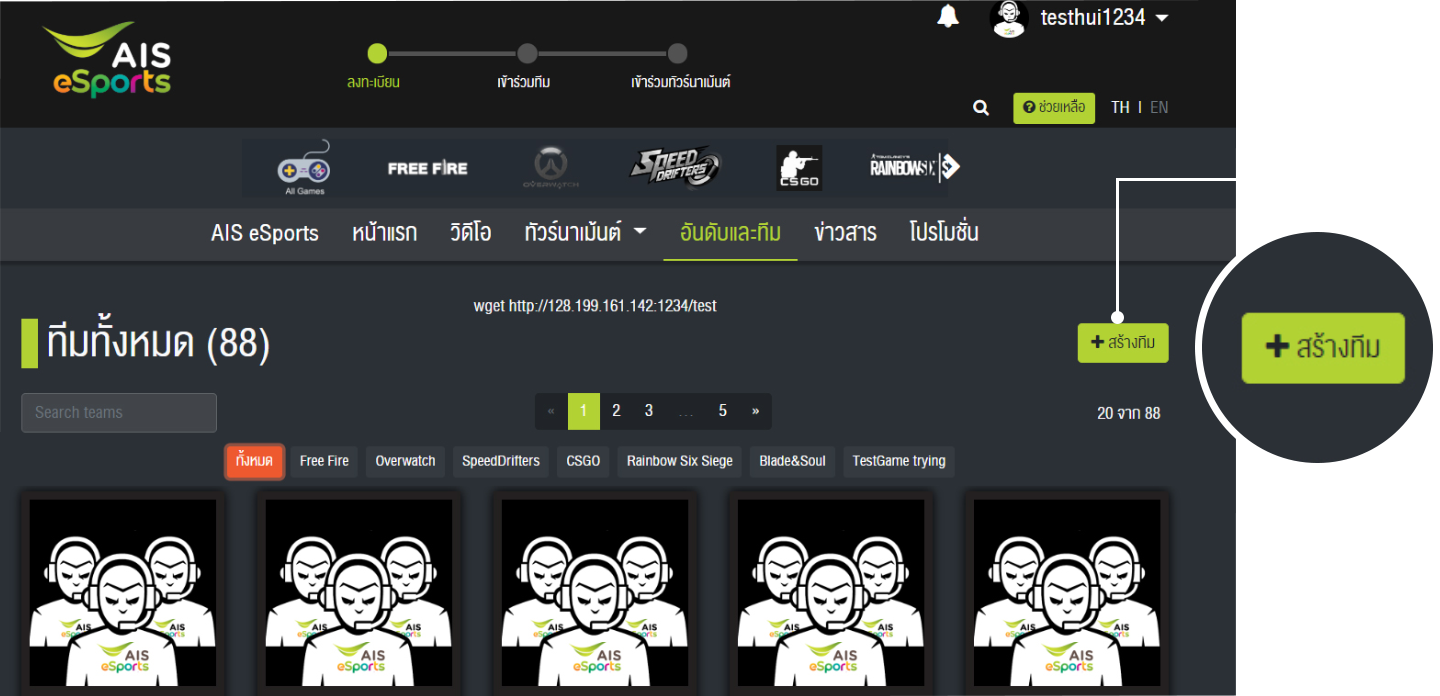 AIS
eSports
testhui1234
ลงทะเบียน
เข้าร่วมทีม
เข้าร่วมทัวร์นาเม้นต์
ช่วยเหลือ
TH | EN
All Games
FREE FIRE
OVERWATCH
SPEED
DRIFTERS
CSGO
RAINBOWSIX
AIS eSports หน้าแรก วิดีโอ ทัวร์นาเม้นต์ อันดับและทีม ข่าวสาร โปรโมชั่น
wget http://128.199.161.142:1234/test
ทีมทั้งหมด (88)
+ สร้างทีม
+ สร้างทีม
Search teams
« 1 2 3 ... 5 »
20 จาก 88
ทั้งหมด Free Fire Overwatch SpeedDrifters CSGO Rainbow Six Siege Blade&Soul TestGame trying
AIS
eSports
AIS
eSports
AIS
eSports
AIS
eSports
AIS
eSports